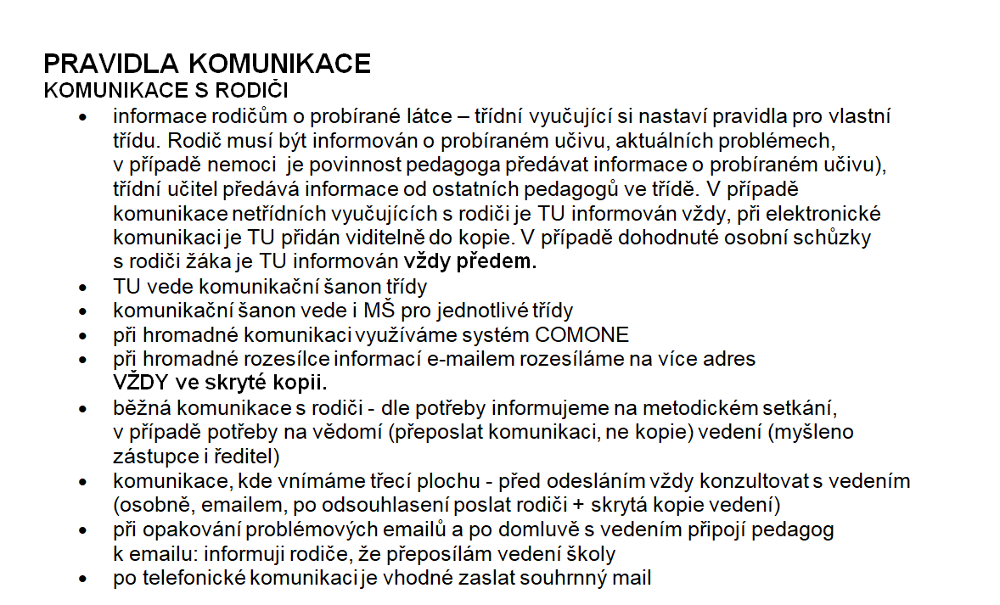 PRAVIDLA KOMUNIKACE
KOMUNIKACE S RODIČI
• informace rodičům o probírané látce – třídní vyučující si nastaví pravidla pro vlastní
třídu. Rodič musí být informován o probíraném učivu, aktuálních problémech,
v případě nemoci  je povinnost pedagoga předávat informace o probíraném učivu),
třídní učitel předává informace od ostatních pedagogů ve třídě. V případě
komunikace netřídních vyučujících s rodiči je TU informován vždy, při elektronické
komunikaci je TU přidán viditelně do kopie. V případě dohodnuté osobní schůzky
s rodiči žáka je TU informován vždy předem.
• TU vede komunikační šanon třídy
• komunikační šanon vede i MŠ pro jednotlivé třídy
• při hromadné komunikaci využíváme systém COMONE
• při hromadné rozesílce informací e-mailem rozesíláme na více adres
VŽDY ve skryté kopii.
• běžná komunikace s rodiči - dle potřeby informujeme na metodickém setkání,
v případě potřeby na vědomí (přeposlat komunikaci, ne kopie) vedení (myšleno
zástupce i ředitel)
• komunikace, kde vnímáme třecí plochu - před odesláním vždy konzultovat s vedením
(osobně, emailem, po odsouhlasení poslat rodiči + skrytá kopie vedení)
• při opakování problémových emailů a po domluvě s vedením připojí pedagog
k emailu: informuji rodiče, že přeposílám vedení školy
• po telefonické komunikaci je vhodné zaslat souhrnný mail